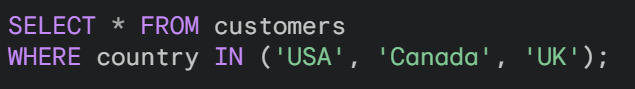 SELECT * FROM customers
WHERE country IN ('USA', 'Canada', 'UK');